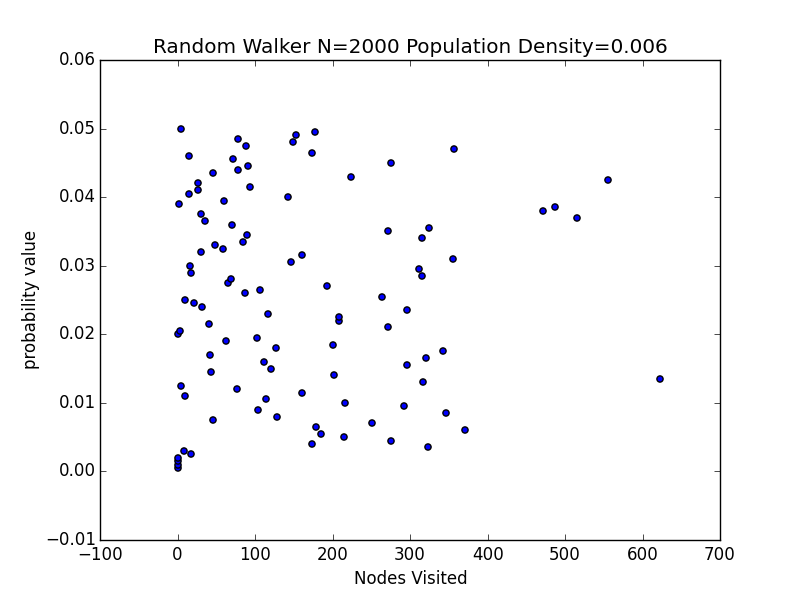 Random Walker N=2000 Population Density=0.006
0.06
0.05
0.04
0.03
0.02
0.01
0.00
−0.01
probability value
−100 0 100 200 300 400 500 600 700
Nodes Visited